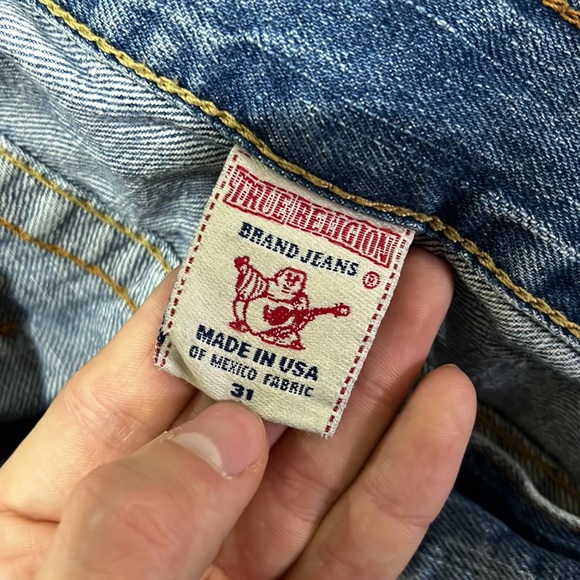 TRUE RELIGION
BRAND JEANS
®
MADE IN USA
OF MEXICO FABRIC
31